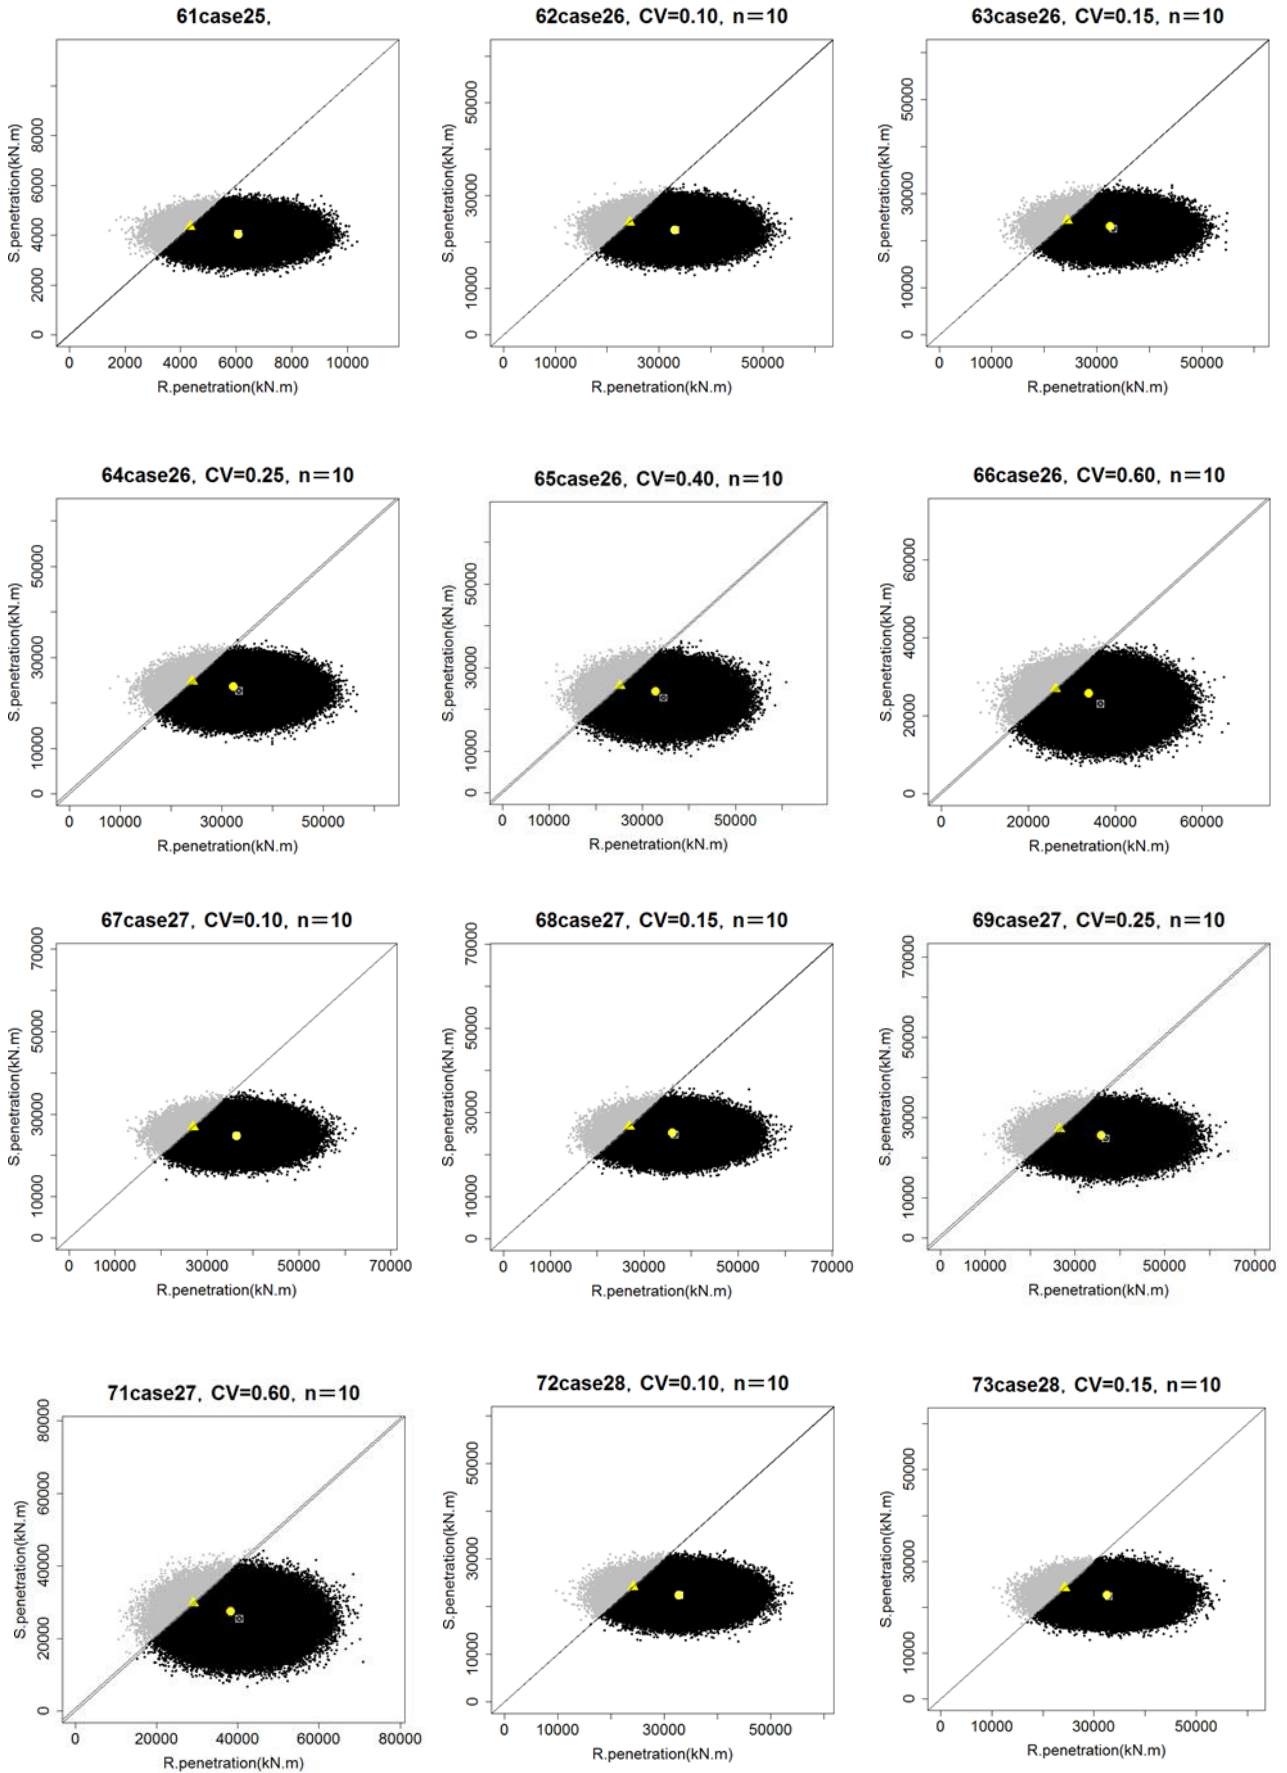 61case25,
S.penetration(kN.m)
0 2000 4000 6000 8000
0 2000 4000 6000 8000 10000
R.penetration(kN.m)
62case26, CV=0.10, n=10
S.penetration(kN.m)
0 10000 30000 50000
0 10000 30000 50000
R.penetration(kN.m)
63case26, CV=0.15, n=10
S.penetration(kN.m)
0 10000 30000 50000
0 10000 30000 50000
R.penetration(kN.m)
64case26, CV=0.25, n=10
S.penetration(kN.m)
0 10000 30000 50000
0 10000 30000 50000
R.penetration(kN.m)
65case26, CV=0.40, n=10
S.penetration(kN.m)
0 10000 30000 50000
0 10000 30000 50000
R.penetration(kN.m)
66case26, CV=0.60, n=10
S.penetration(kN.m)
0 20000 40000 60000
0 20000 40000 60000
R.penetration(kN.m)
67case27, CV=0.10, n=10
S.penetration(kN.m)
0 10000 30000 50000 70000
0 10000 30000 50000 70000
R.penetration(kN.m)
68case27, CV=0.15, n=10
S.penetration(kN.m)
0 10000 30000 50000 70000
0 10000 30000 50000 70000
R.penetration(kN.m)
69case27, CV=0.25, n=10
S.penetration(kN.m)
0 10000 30000 50000 70000
0 10000 30000 50000 70000
R.penetration(kN.m)
71case27, CV=0.60, n=10
S.penetration(kN.m)
0 20000 40000 60000 80000
0 20000 40000 60000 80000
R.penetration(kN.m)
72case28, CV=0.10, n=10
S.penetration(kN.m)
0 10000 30000 50000
0 10000 30000 50000
R.penetration(kN.m)
73case28, CV=0.15, n=10
S.penetration(kN.m)
0 10000 30000 50000
0 10000 30000 50000
R.penetration(kN.m)